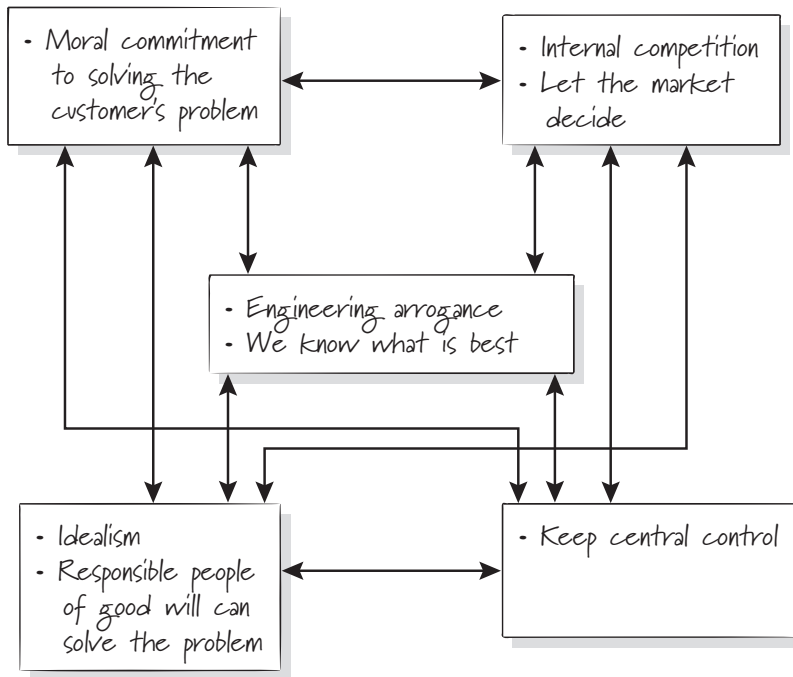 - Moral commitment
to solving the
customer's problem
- Internal competition
- Let the market
decide
- Engineering arrogance
- We know what is best
- Idealism
- Responsible people
of good will can
solve the problem
- Keep central control